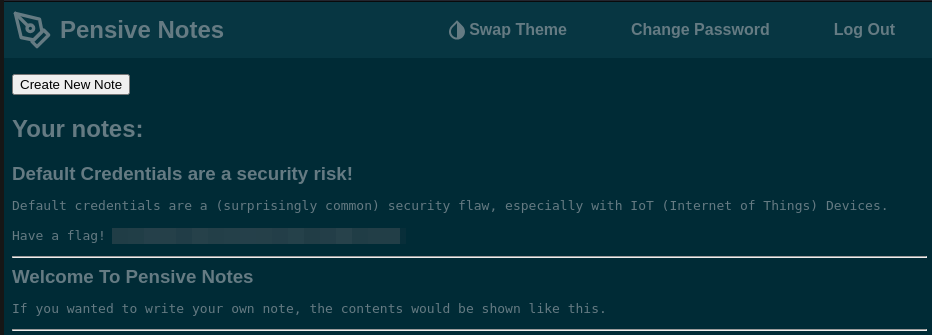 Pensive Notes
Swap Theme
Change Password
Log Out
Create New Note
Your notes:
Default Credentials are a security risk!
Default credentials are a (surprisingly common) security flaw, especially with IoT (Internet of Things) Devices.
Have a flag!
Welcome To Pensive Notes
If you wanted to write your own note, the contents would be shown like this.